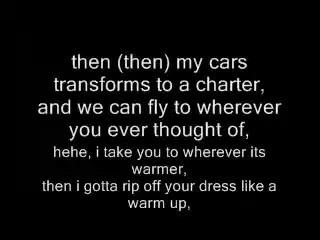 then (then) my cars
transforms to a charter,
and we can fly to wherever
you ever thought of,
hehe, i take you to wherever its
warmer,
then i gotta rip off your dress like a
warm up,